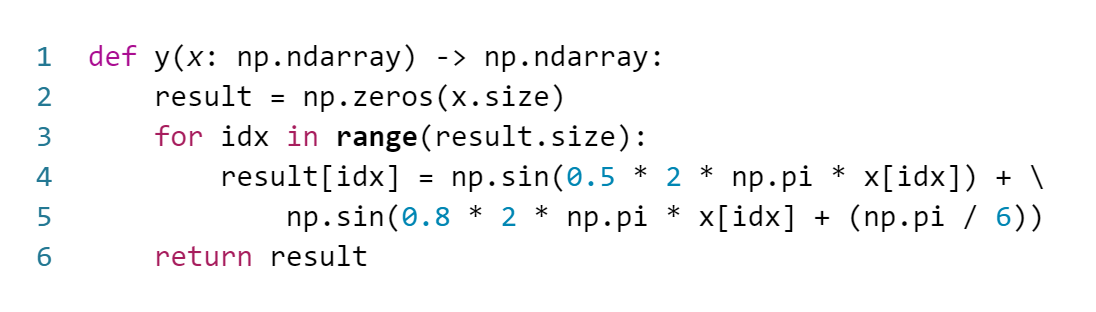 1 def y(x: np.ndarray) -> np.ndarray:
2     result = np.zeros(x.size)
3     for idx in range(result.size):
4         result[idx] = np.sin(0.5 * 2 * np.pi * x[idx]) + \
5             np.sin(0.8 * 2 * np.pi * x[idx] + (np.pi / 6))
6     return result